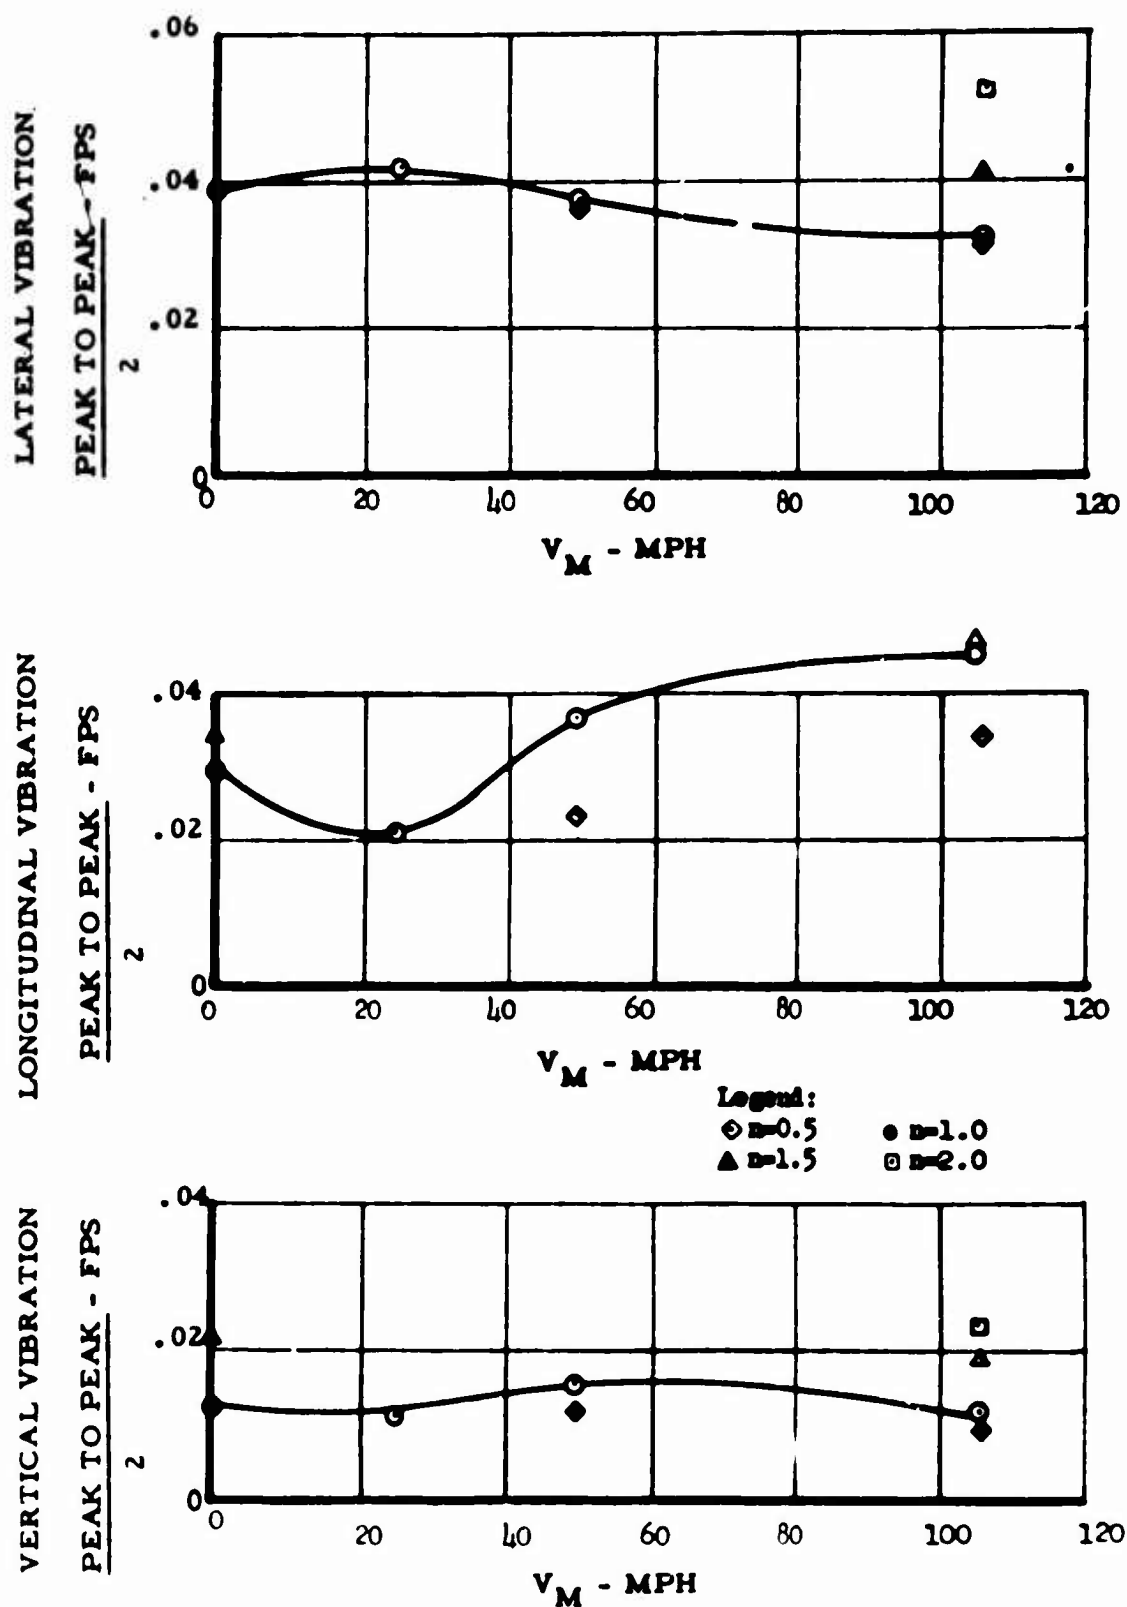 LATERAL VIBRATION
PEAK TO PEAK - FPS
2
.06
.04
.02
0
0 20 40 60 80 100 120
V_M - MPH
LONGITUDINAL VIBRATION
PEAK TO PEAK - FPS
2
.04
.02
0
0 20 40 60 80 100 120
V_M - MPH
Legend:
n=0.5 n=1.0
n=1.5 n=2.0
VERTICAL VIBRATION
PEAK TO PEAK - FPS
2
.04
.02
0
0 20 40 60 80 100 120
V_M - MPH